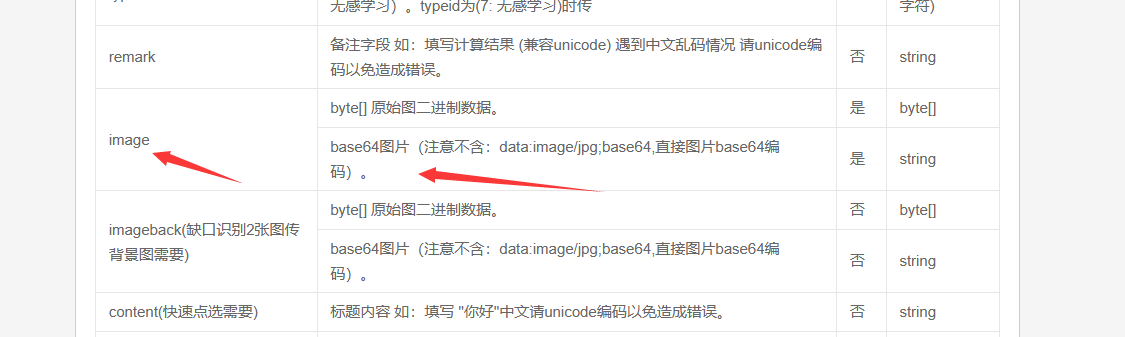 无感学习）。typeid为(7: 无感学习)时传
字符)
remark
备注字段 如：填写计算结果 (兼容unicode) 遇到中文乱码情况 请unicode编
码以免造成错误。
否
string
image
byte[] 原始图二进制数据。
是
byte[]
base64图片（注意不含：data:image/jpg;base64,直接图片base64编
码）。
是
string
imageback(缺口识别2张图传
背景图需要)
byte[] 原始图二进制数据。
否
byte[]
base64图片（注意不含：data:image/jpg;base64,直接图片base64编
码）。
否
string
content(快速点选需要)
标题内容 如：填写 "你好"中文请unicode编码以免造成错误。
否
string